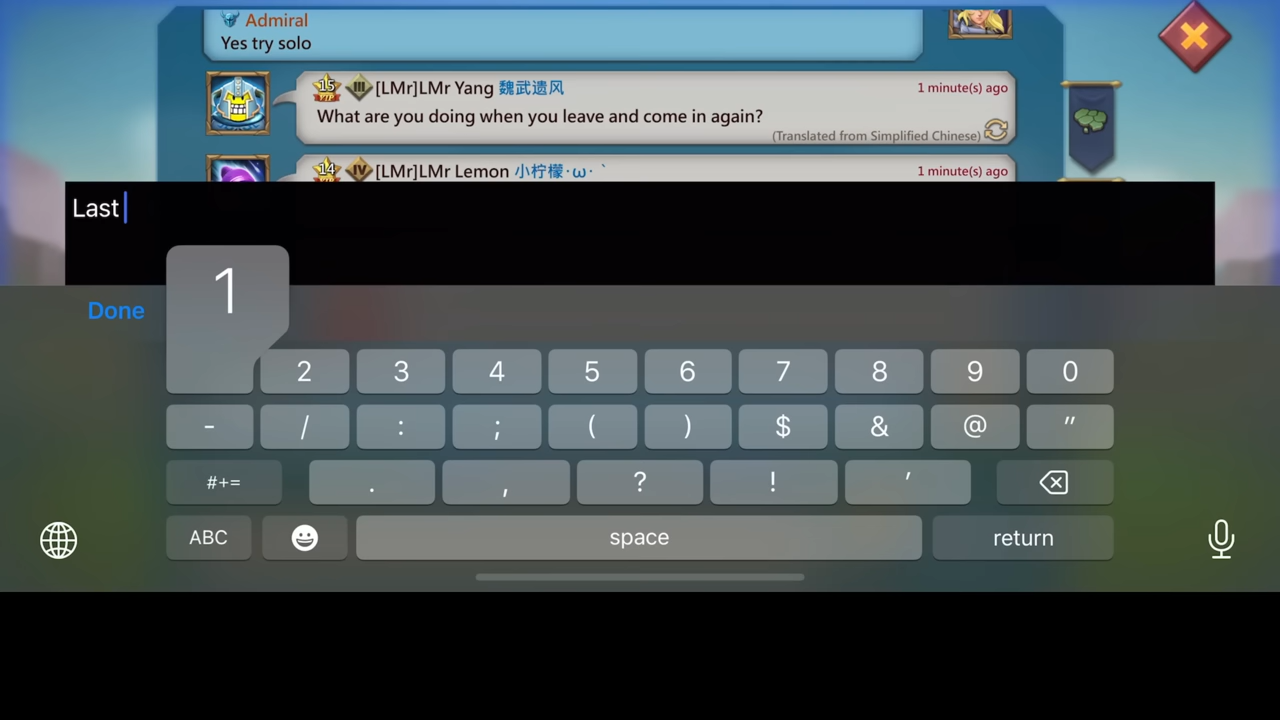 Admiral
Yes try solo
15 VIP III [LMr]LMr Yang 魏武遗风 1 minute(s) ago
What are you doing when you leave and come in again?
(Translated from Simplified Chinese)
14 IV [LMr]LMr Lemon 小柠檬·ω·｀ 1 minute(s) ago
Last
1
Done
2 3 4 5 6 7 8 9 0
- / : ; ( ) $ & @ "
#+= . , ? ! '
ABC space return